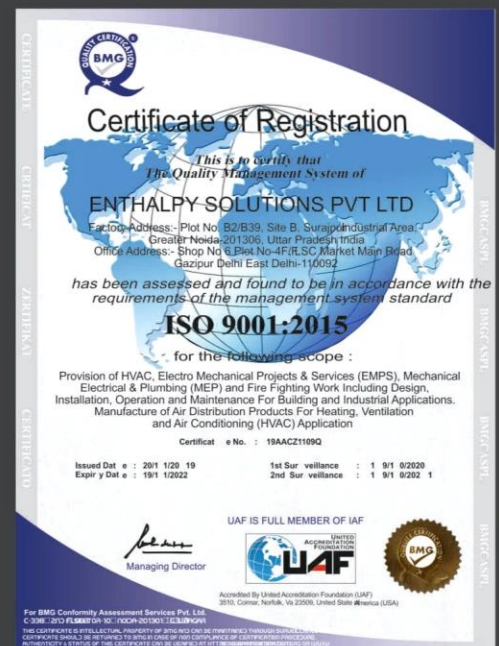 QUALITY CERTIFICATION
BMG
Certificate of Registration
This is to certify that
The Quality Management System of
ENTHALPY SOLUTIONS PVT LTD
Factory Address:- Plot No. B2/B39, Site B. Surajpur Industrial Area,
Greater Noida-201306, Uttar Pradesh India
Office Address:- Shop No 6 Plot No-4F/F, LSC Market Main Road
Gazipur Delhi East Delhi-110092
has been assessed and found to be in accordance with the
requirements of the management system standard
ISO 9001:2015
for the following scope :
Provision of HVAC, Electro Mechanical Projects & Services (EMPS), Mechanical
Electrical & Plumbing (MEP) and Fire Fighting Work Including Design,
Installation, Operation and Maintenance For Building and Industrial Applications.
Manufacture of Air Distribution Products For Heating, Ventilation
and Air Conditioning (HVAC) Application
Certificat e No. : 19AACZ1109Q
Issued Dat e : 20/1 1/20 19
1st Sur veillance : 1 9/1 0/2020
Expir y Dat e : 19/1 1/2022
2nd Sur veillance : 1 9/1 0/202 1
UAF IS FULL MEMBER OF IAF
Managing Director
UNITED
ACCREDITATION
FOUNDATION
UAF
BMG
Accredited By United Accreditation Foundation (UAF)
3510, Colmar, Norfolk, Va 23509, United State America (USA)
For BMG Conformity Assessment Services Pvt. Ltd.
CERTIFICATE
CERTIFICAT
ZERTIFIKAT
CERTIFICATO
BMGCASPL
BMGCASPL
BMGCASPL
BMGCASPL